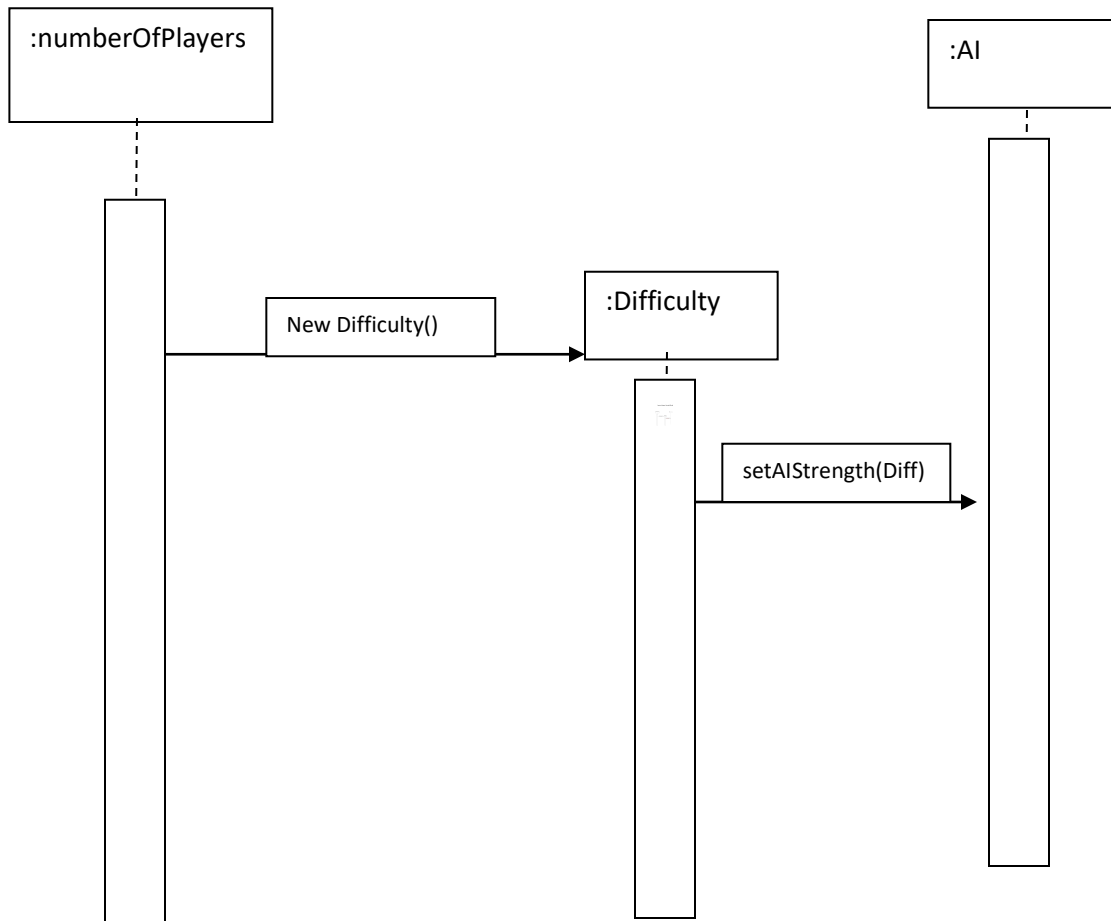 :numberOfPlayers
:AI
:Difficulty
New Difficulty()
setAIStrength(Diff)